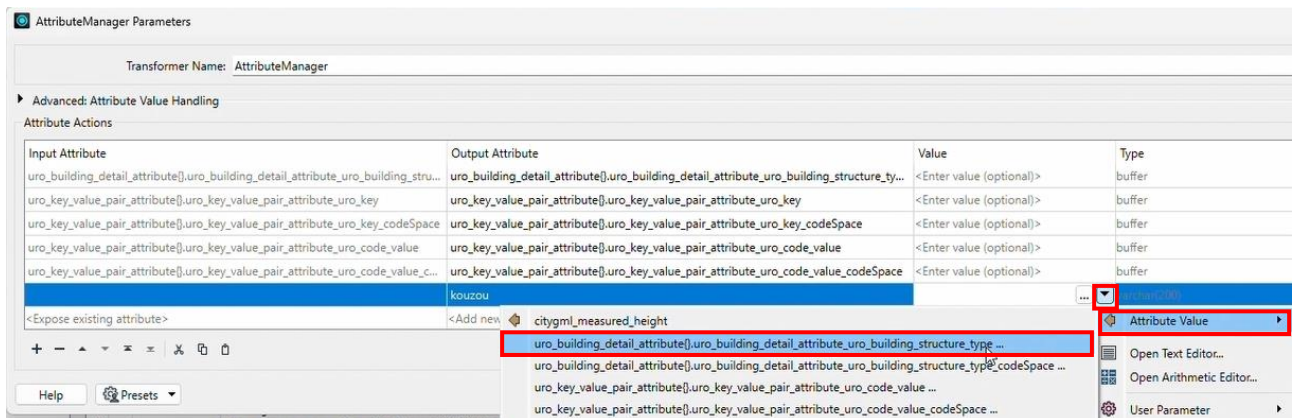 AttributeManager Parameters
Transformer Name: AttributeManager
Advanced: Attribute Value Handling
Attribute Actions
Input Attribute Output Attribute Value Type
uro_building_detail_attribute{}.uro_building_detail_attribute_uro_building_stru... uro_building_detail_attribute{}.uro_building_detail_attribute_uro_building_structure_ty... <Enter value (optional)> buffer
uro_key_value_pair_attribute{}.uro_key_value_pair_attribute_uro_key uro_key_value_pair_attribute{}.uro_key_value_pair_attribute_uro_key <Enter value (optional)> buffer
uro_key_value_pair_attribute{}.uro_key_value_pair_attribute_uro_key_codeSpace uro_key_value_pair_attribute{}.uro_key_value_pair_attribute_uro_key_codeSpace <Enter value (optional)> buffer
uro_key_value_pair_attribute{}.uro_key_value_pair_attribute_uro_code_value uro_key_value_pair_attribute{}.uro_key_value_pair_attribute_uro_code_value <Enter value (optional)> buffer
uro_key_value_pair_attribute{}.uro_key_value_pair_attribute_uro_code_value_c... uro_key_value_pair_attribute{}.uro_key_value_pair_attribute_uro_code_value_codeSpace <Enter value (optional)> buffer
kouzou ... varchar(200)
<Expose existing attribute> <Add new citygml_measured_height Attribute Value
uro_building_detail_attribute{}.uro_building_detail_attribute_uro_building_structure_type ...
Open Text Editor...
uro_building_detail_attribute{}.uro_building_detail_attribute_uro_building_structure_type_codeSpace ...
Open Arithmetic Editor...
Help Presets uro_key_value_pair_attribute{}.uro_key_value_pair_attribute_uro_code_value ...
uro_key_value_pair_attribute{}.uro_key_value_pair_attribute_uro_code_value_codeSpace ... User Parameter